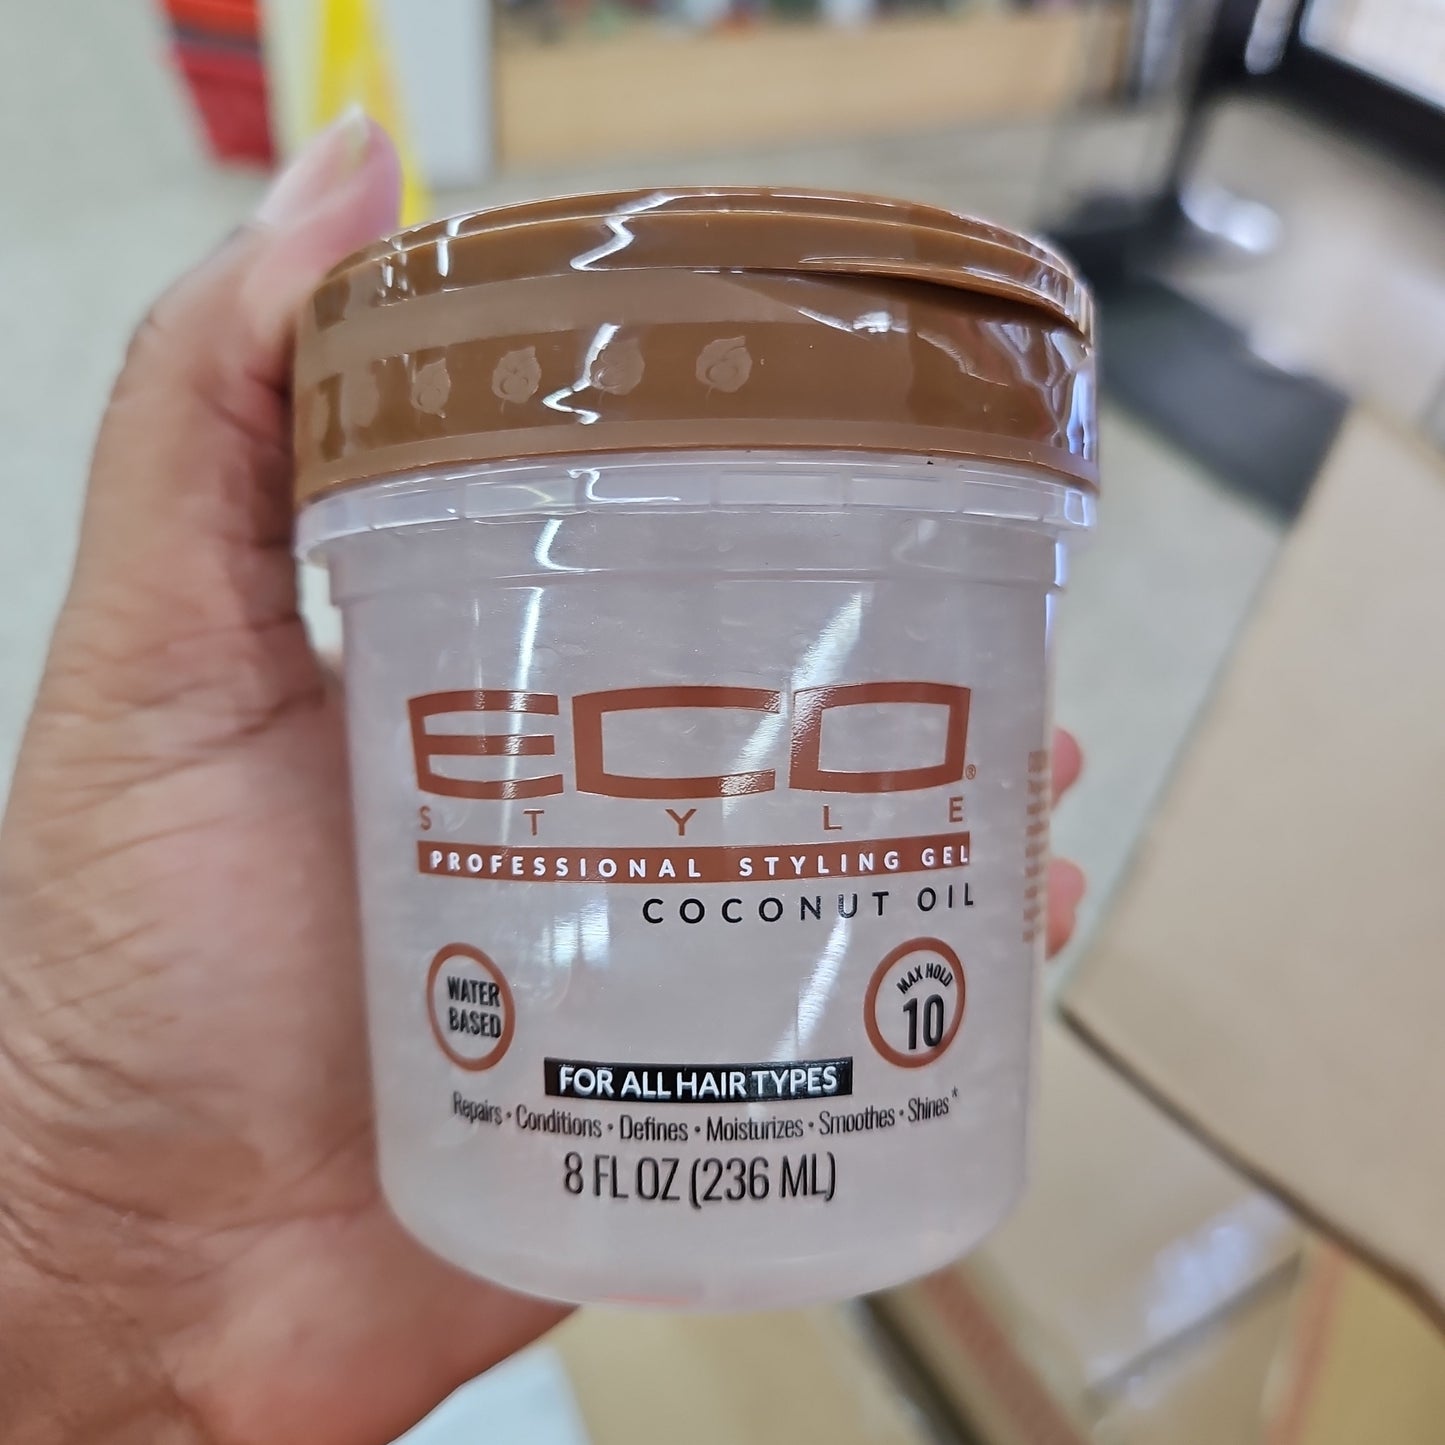 ECO®
STYLE
PROFESSIONAL STYLING GEL
COCONUT OIL
WATER
BASED
MAX HOLD
10
FOR ALL HAIR TYPES
Repairs • Conditions • Defines • Moisturizes • Smoothes • Shines*
8 FL OZ (236 ML)